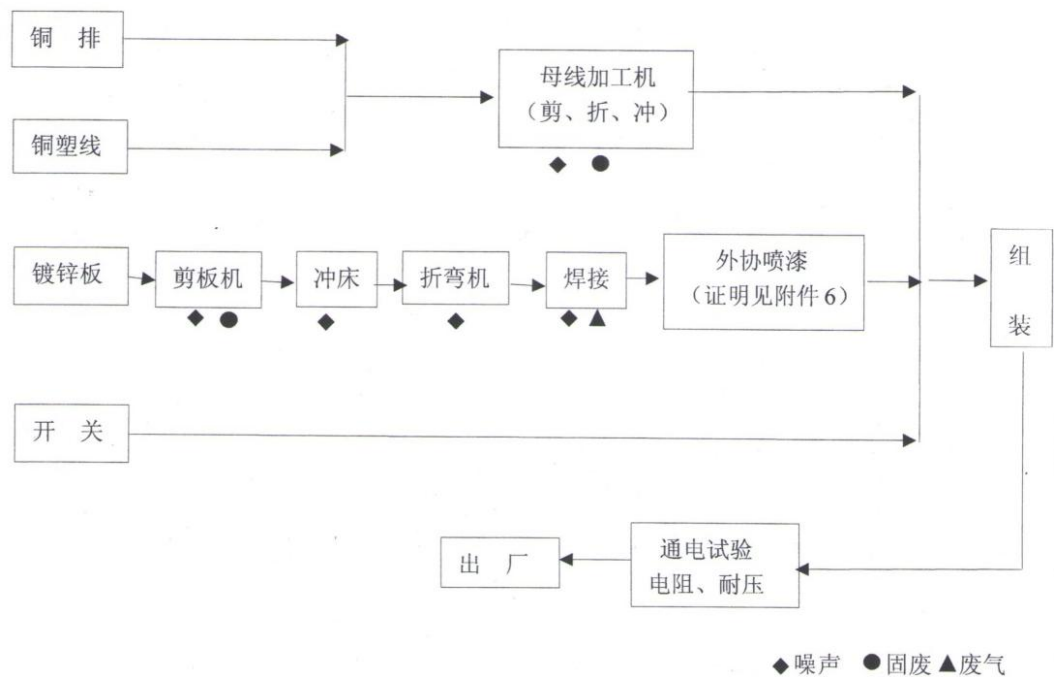 铜 排
铜塑线
母线加工机
（剪、折、冲）
镀锌板
剪板机
冲床
折弯机
焊接
外协喷漆
（证明见附件6）
组
装
开 关
出 厂
通电试验
电阻、耐压
◆噪声 ●固废▲废气